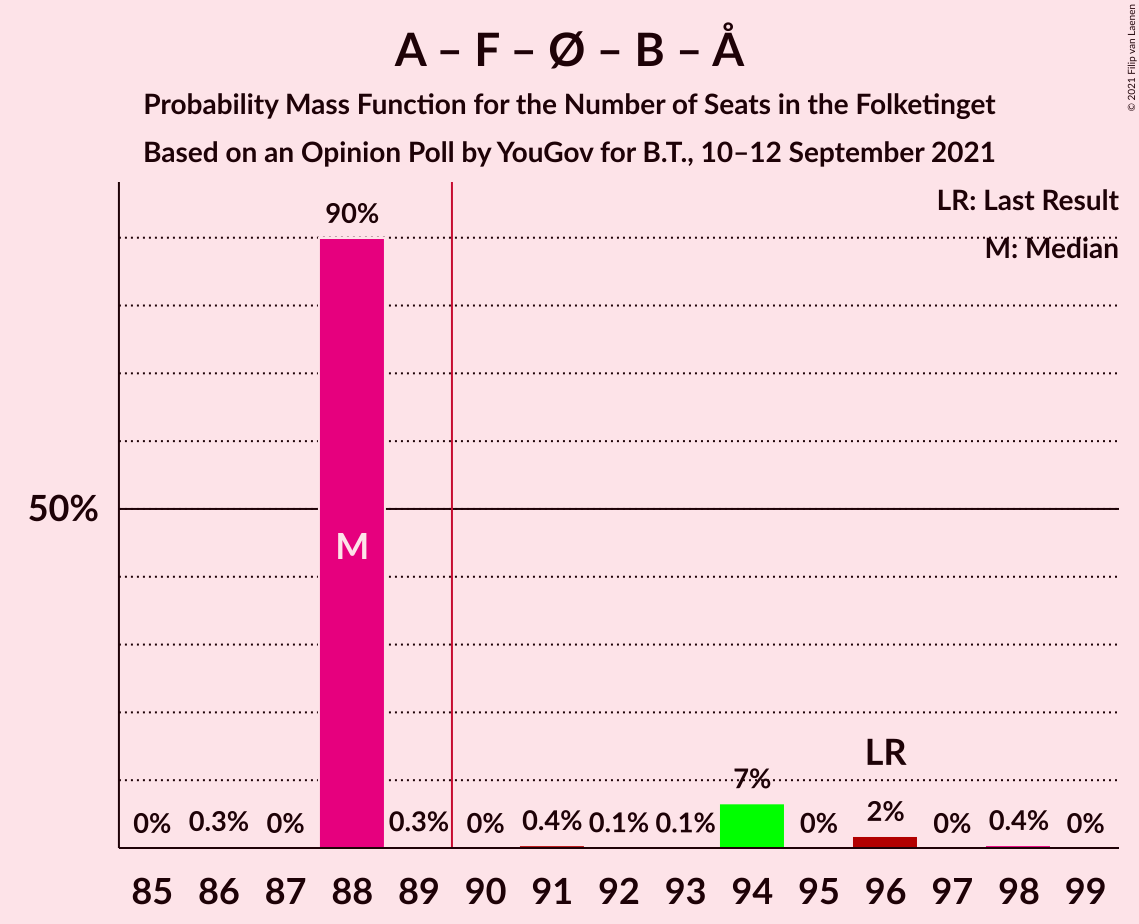 A – F – Ø – B – Å
Probability Mass Function for the Number of Seats in the Folketinget
Based on an Opinion Poll by YouGov for B.T., 10–12 September 2021
© 2021 Filip van Laenen
LR: Last Result
M: Median
90%
50%
M
LR
0% 0.3% 0% 0.3% 0% 0.4% 0.1% 0.1% 7% 0% 2% 0% 0.4% 0%
85 86 87 88 89 90 91 92 93 94 95 96 97 98 99